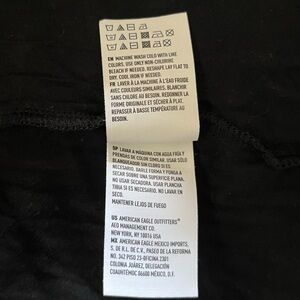 EN MACHINE WASH COLD WITH LIKE
COLORS. USE ONLY NON-CHLORINE
BLEACH IF NEEDED. RESHAPE LAY FLAT TO
DRY. COOL IRON IF NEEDED.
FR LAVER À LA MACHINE À L'EAU FROIDE
AVEC COULEURS SIMILAIRES. BLANCHIR
SANS CHLORE AU BESOIN. REDONNER LA
FORME ORIGINALE ET SÉCHER À PLAT.
REPASSER À BASSE TEMPÉRATURE AU
BESOIN.
SP LAVAR A MÁQUINA CON AGUA FRÍA Y
PRENDAS DE COLOR SIMILAR. USAR SÓLO
BLANQUEADOR SIN CLORO SI ES
NECESARIO. DARLE FORMA Y PONGA A
SECAR SOBRE UNA SUPERFICIE PLANA.
NO USAR SECADORA. USAR PLANCHA
TIBIA SI ES NECESARIO. NO LAVAR EN
SECO.
MANTENER LEJOS DE FUEGO
US AMERICAN EAGLE OUTFITTERS®
AEO MANAGEMENT CO.
NEW YORK, NY 10016 USA
MX AMERICAN EAGLE MEXICO IMPORTS,
S. DE R.L. DE C.V., PASEO DE LA REFORMA
NO. 342 PISO 23-OFICINA 2301
COLONIA JUÁREZ, DELEGACIÓN
CUAUHTÉMOC 06600 MÉXICO, D.F.